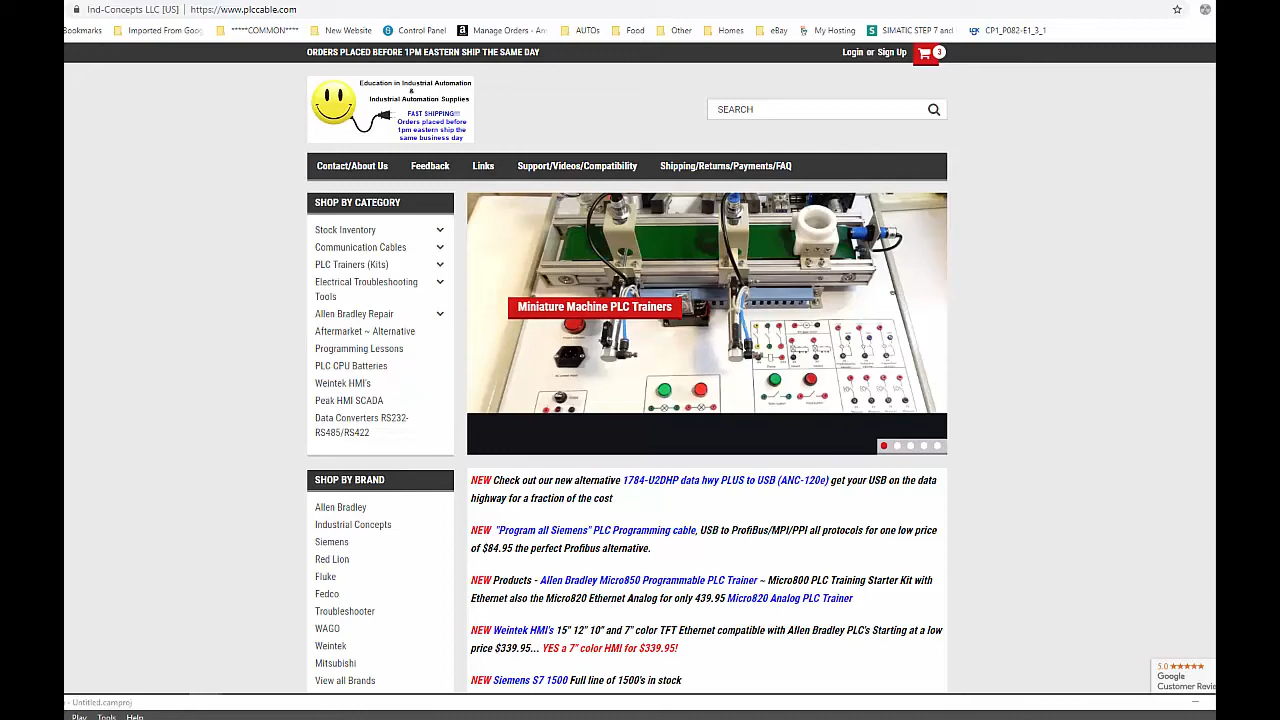 Ind-Concepts LLC [US] | https://www.plccable.com
Bookmarks Imported From Goog *****COMMON**** New Website Control Panel Manage Orders - AUTOs Food Other Homes eBay My Hosting SIMATIC STEP 7 and CP1_P082-E1_3_1
ORDERS PLACED BEFORE 1PM EASTERN SHIP THE SAME DAY
Login or Sign Up 3
Education in Industrial Automation
&
Industrial Automation Supplies
FAST SHIPPING!!!
Orders placed before
1pm eastern ship the
same business day
SEARCH
Contact/About Us Feedback Links Support/Videos/Compatibility Shipping/Returns/Payments/FAQ
SHOP BY CATEGORY
Stock Inventory
Communication Cables
PLC Trainers (Kits)
Electrical Troubleshooting
Tools
Allen Bradley Repair
Aftermarket ~ Alternative
Programming Lessons
PLC CPU Batteries
Weintek HMI's
Peak HMI SCADA
Data Converters RS232-
RS485/RS422
Miniature Machine PLC Trainers
SHOP BY BRAND
Allen Bradley
Industrial Concepts
Siemens
Red Lion
Fluke
Fedco
Troubleshooter
WAGO
Weintek
Mitsubishi
View all Brands
NEW Check out our new alternative 1784-U2DHP data hwy PLUS to USB (ANC-120e) get your USB on the data
highway for a fraction of the cost
NEW "Program all Siemens" PLC Programming cable, USB to ProfiBus/MPI/PPI all protocols for one low price
of $84.95 the perfect Profibus alternative.
NEW Products - Allen Bradley Micro850 Programmable PLC Trainer ~ Micro800 PLC Training Starter Kit with
Ethernet also the Micro820 Ethernet Analog for only 439.95 Micro820 Analog PLC Trainer
NEW Weintek HMI's 15" 12" 10" and 7" color TFT Ethernet compatible with Allen Bradley PLC's Starting at a low
price $339.95... YES a 7" color HMI for $339.95!
NEW Siemens S7 1500 Full line of 1500's in stock
5.0 ★★★★★
Google
Customer Revie
- Untitled.camproj
Play Tools Help